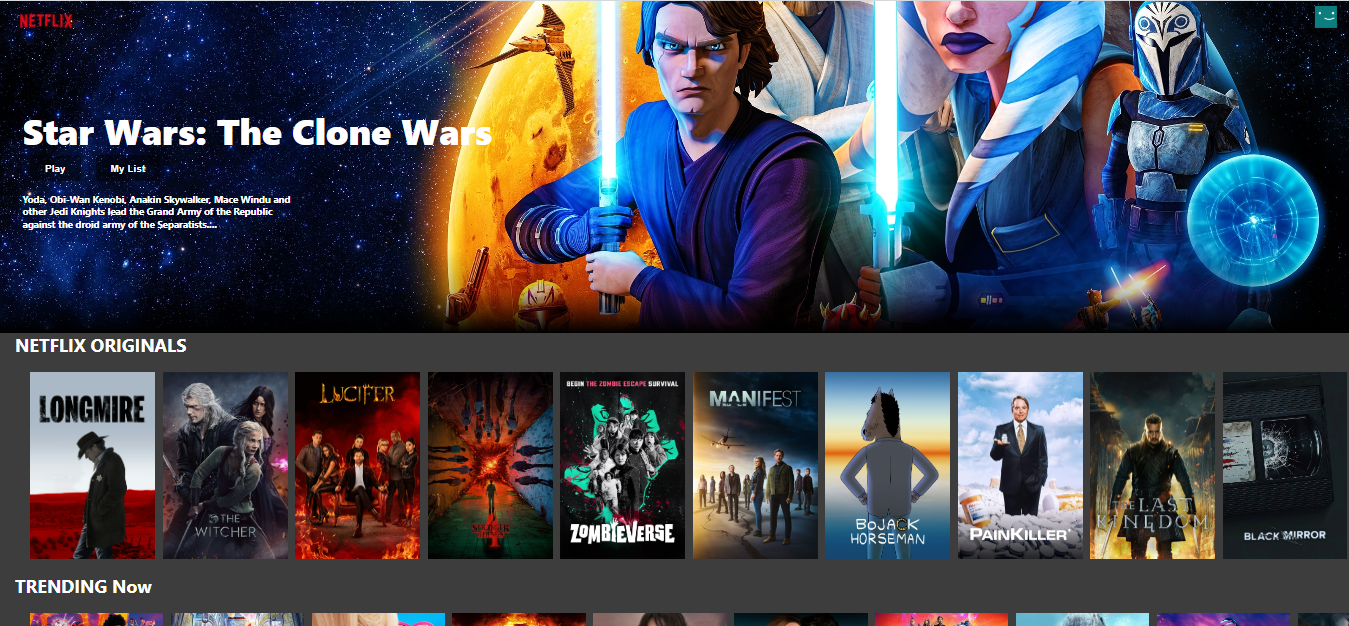 NETFLIX
Star Wars: The Clone Wars
Play
My List
Yoda, Obi-Wan Kenobi, Anakin Skywalker, Mace Windu and
other Jedi Knights lead the Grand Army of the Republic
against the droid army of the Separatists....
NETFLIX ORIGINALS
LONGMIRE
THE
WITCHER
LUCIFER
STRANGER
THINGS
4
BEGIN THE ZOMBIE ESCAPE SURVIVAL
ZOMBIEVERSE
MANIFEST
BOJACK
HORSEMAN
PAINKILLER
THE LAST
KINGDOM
BLACK MIRROR
TRENDING Now